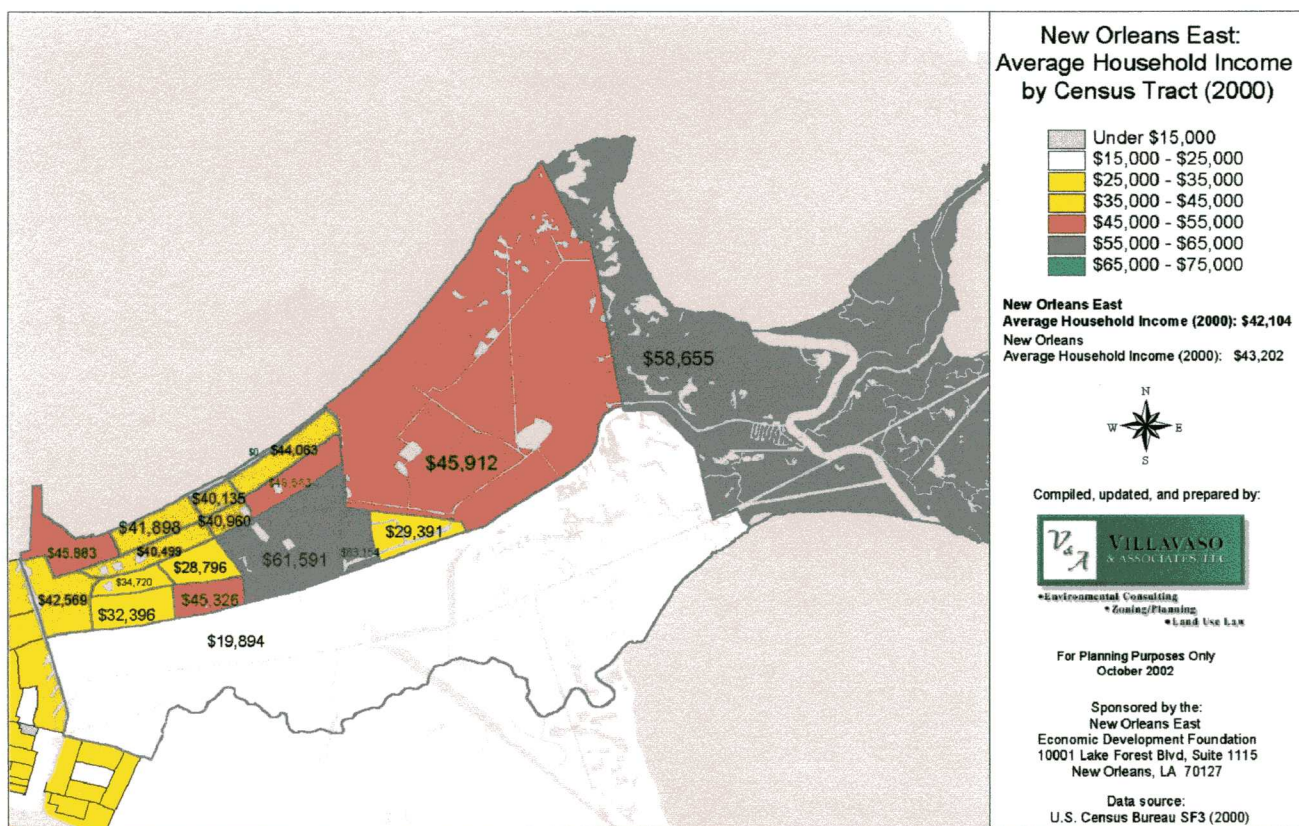 New Orleans East:
Average Household Income
by Census Tract (2000)
Under $15,000
$15,000 - $25,000
$25,000 - $35,000
$35,000 - $45,000
$45,000 - $55,000
$55,000 - $65,000
$65,000 - $75,000
New Orleans East
Average Household Income (2000): $42,104
New Orleans
Average Household Income (2000): $43,202
N
W E
S
Compiled, updated, and prepared by:
V & A
VILLAVASO
& ASSOCIATES, LLC
•Environmental Consulting
•Zoning/Planning
•Land Use Law
For Planning Purposes Only
October 2002
Sponsored by the:
New Orleans East
Economic Development Foundation
10001 Lake Forest Blvd, Suite 1115
New Orleans, LA 70127
Data source:
U.S. Census Bureau SF3 (2000)
$58,655
$0
$44,063
$45,912
$40,135
$41,898
$40,960
$29,391
$45,883
$40,499
$61,591
$28,796
$34,720
$42,569
$32,396
$45,326
$19,894